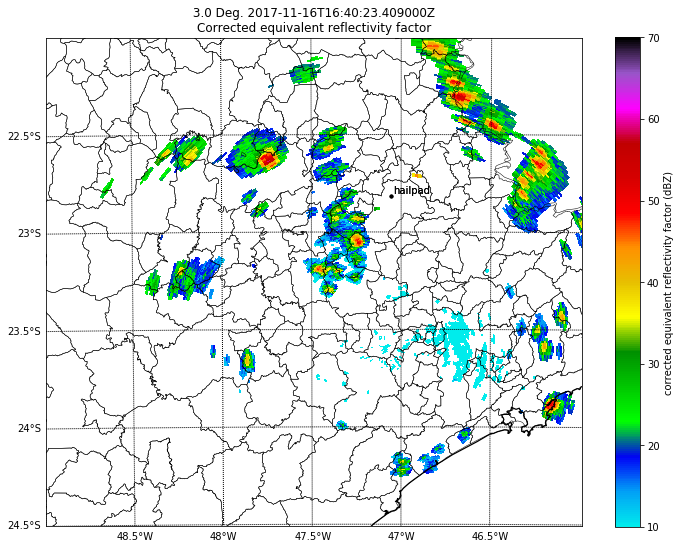 3.0 Deg. 2017-11-16T16:40:23.409000Z
Corrected equivalent reflectivity factor
22.5°S
23°S
23.5°S
24°S
24.5°S
48.5°W
48°W
47.5°W
47°W
46.5°W
hailpad
70
60
50
40
30
20
10
corrected equivalent reflectivity factor (dBZ)